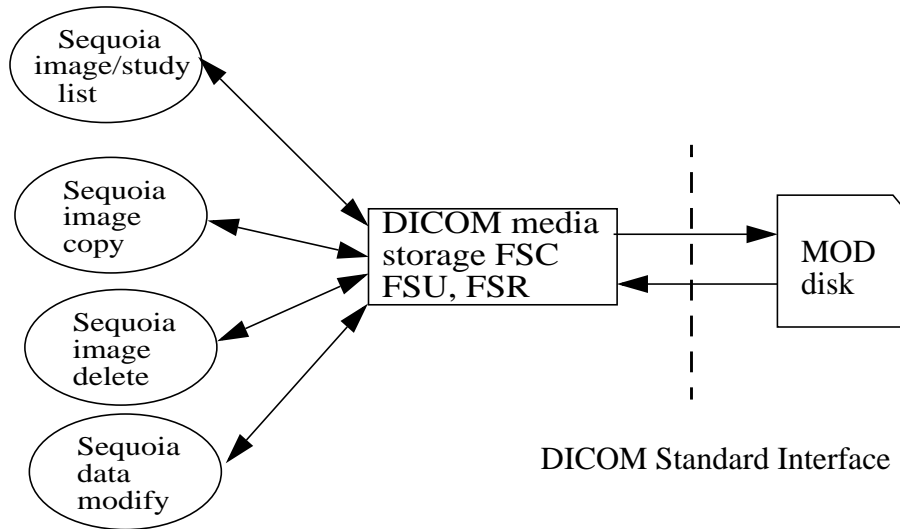 Sequoia
image/study
list
Sequoia
image
copy
Sequoia
image
delete
Sequoia
data
modify
DICOM media
storage FSC
FSU, FSR
MOD
disk
DICOM Standard Interface